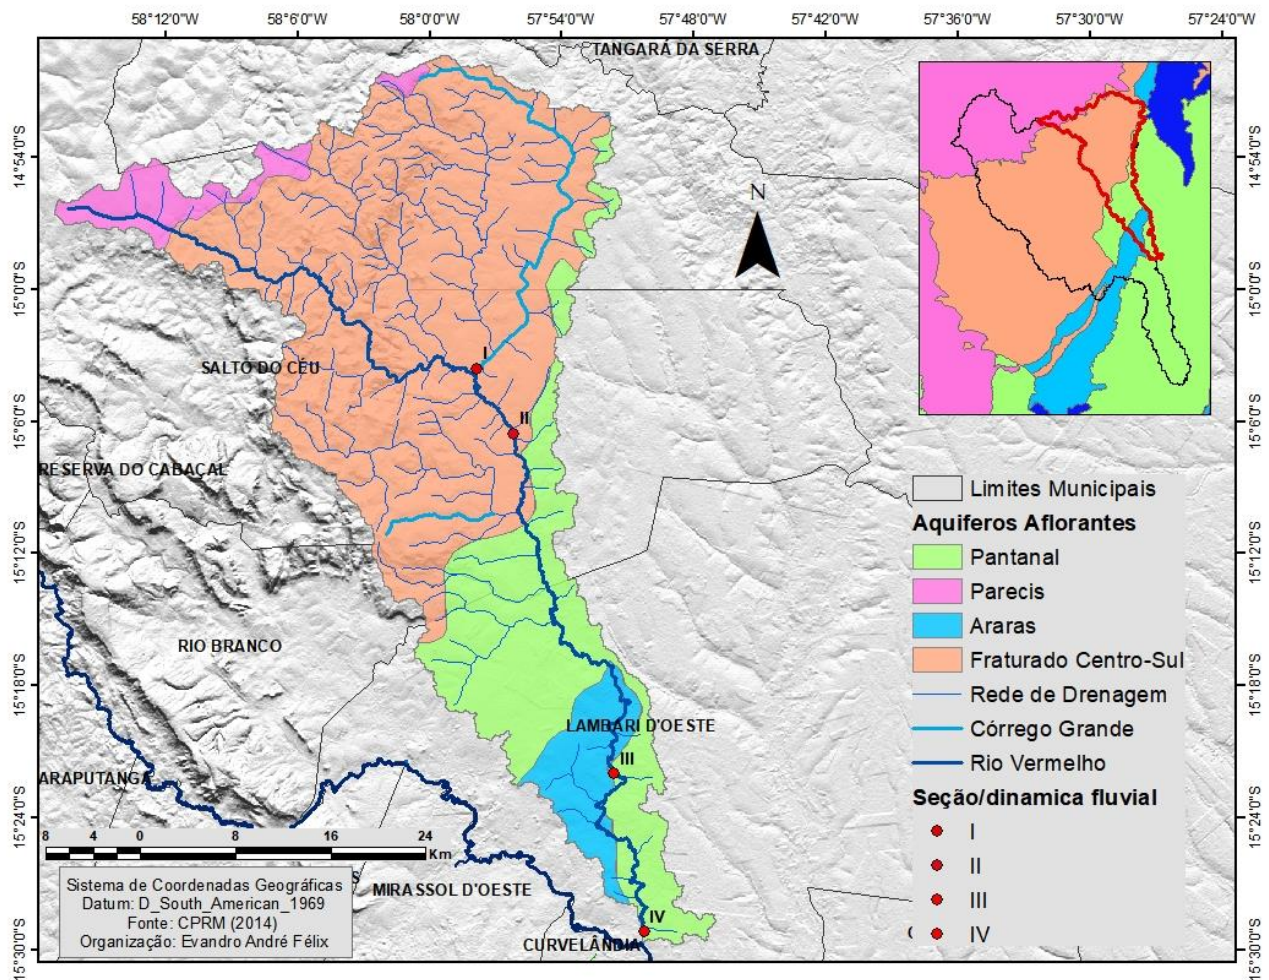 58°12'0"W 58°6'0"W 58°0'0"W 57°54'0"W 57°48'0"W 57°42'0"W 57°36'0"W 57°30'0"W 57°24'0"W
TANGARÁ DA SERRA
14°54'0"S 14°54'0"S
N
15°0'0"S 15°0'0"S
I
SALTO DO CÉU
II
15°6'0"S 15°6'0"S
RESERVA DO CABAÇAL
15°12'0"S 15°12'0"S
RIO BRANCO
15°18'0"S 15°18'0"S
LAMBARI D'OESTE
III
ARAPUTANGA
15°24'0"S 15°24'0"S
MIRASSOL D'OESTE
IV
CURVELÂNDIA
15°30'0"S 15°30'0"S
Limites Municipais
Aquiferos Aflorantes
Pantanal
Parecis
Araras
Fraturado Centro-Sul
Rede de Drenagem
Córrego Grande
Rio Vermelho
Seção/dinamica fluvial
I
II
III
IV
8 4 0 8 16 24
Km
Sistema de Coordenadas Geográficas
Datum: D_South_American_1969
Fonte: CPRM (2014)
Organização: Evandro André Félix